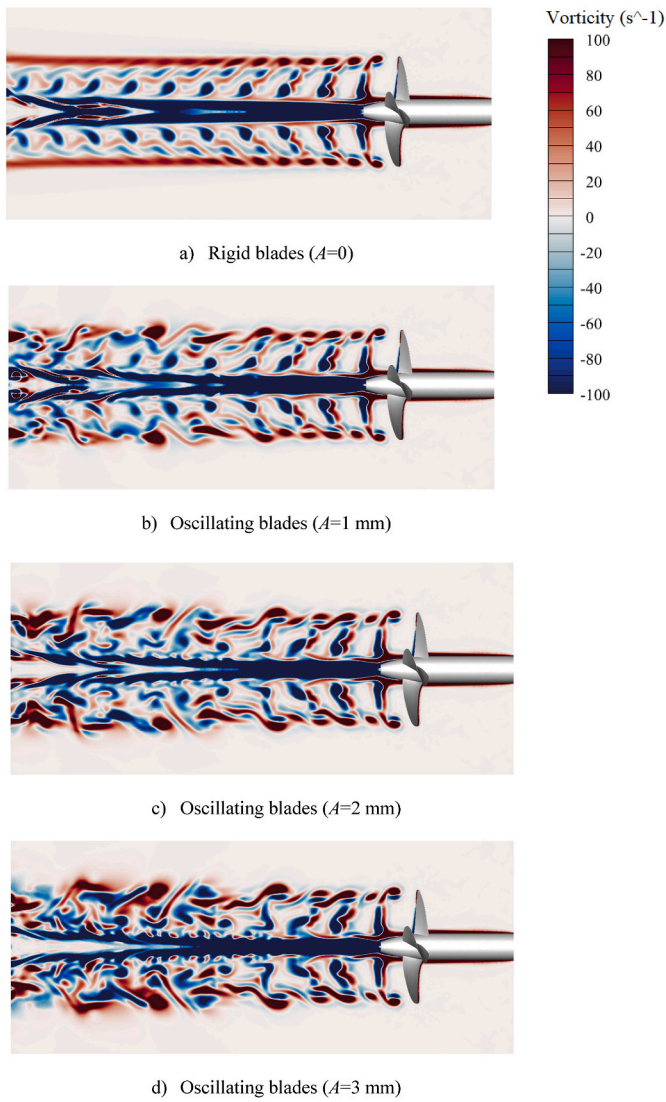 Vorticity (s^-1)
100
80
60
40
20
0
-20
-40
-60
-80
-100
a) Rigid blades (A=0)
b) Oscillating blades (A=1 mm)
c) Oscillating blades (A=2 mm)
d) Oscillating blades (A=3 mm)